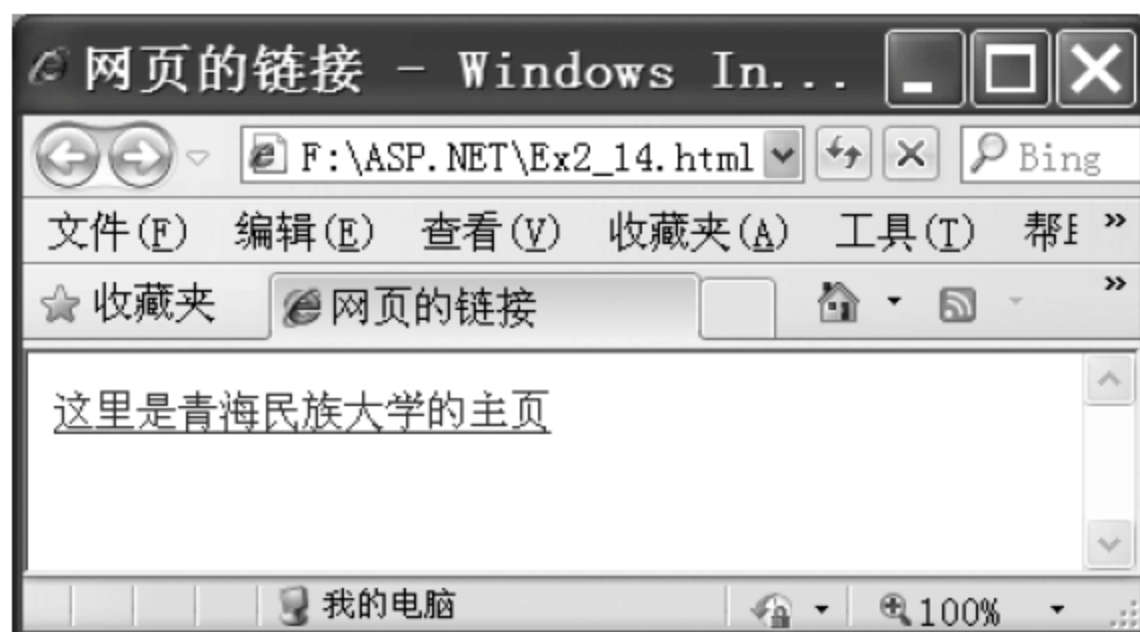 网页的链接 - Windows In...
F:\ASP.NET\Ex2_14.html Bing
文件(F) 编辑(E) 查看(V) 收藏夹(A) 工具(T) »
收藏夹 网页的链接 »
这里是青海民族大学的主页
我的电脑 100%